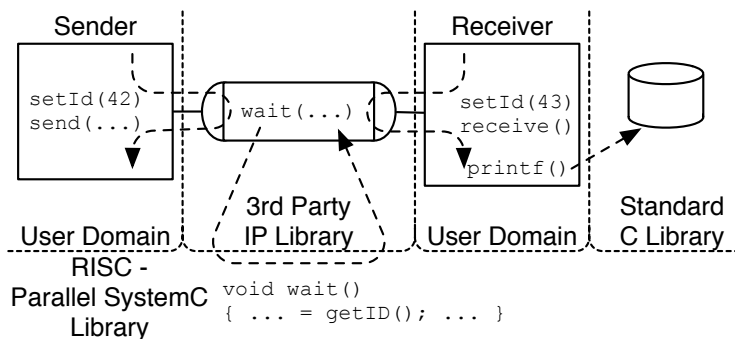 Sender
Receiver
setId(42)
send(...)
wait(...)
setId(43)
receive()
printf()
User Domain
3rd Party
IP Library
User Domain
Standard
C Library
RISC -
Parallel SystemC
Library
void wait()
{ ... = getID(); ... }